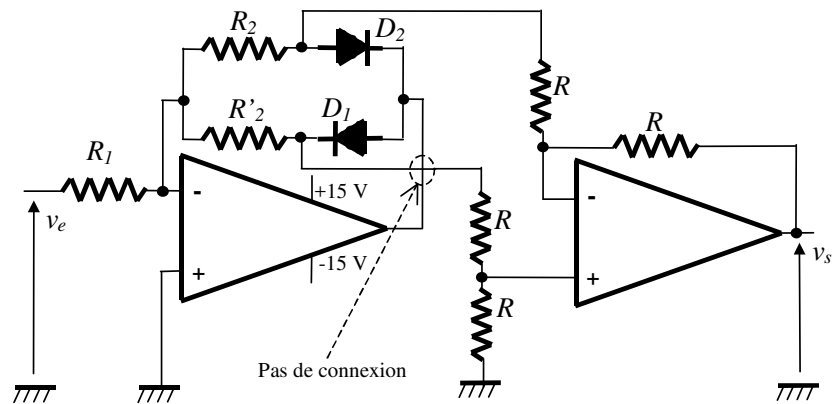 R2
D2
R'2
D1
R
R
R1
-
+15 V
-
ve
R
vs
+
-15 V
+
R
Pas de connexion